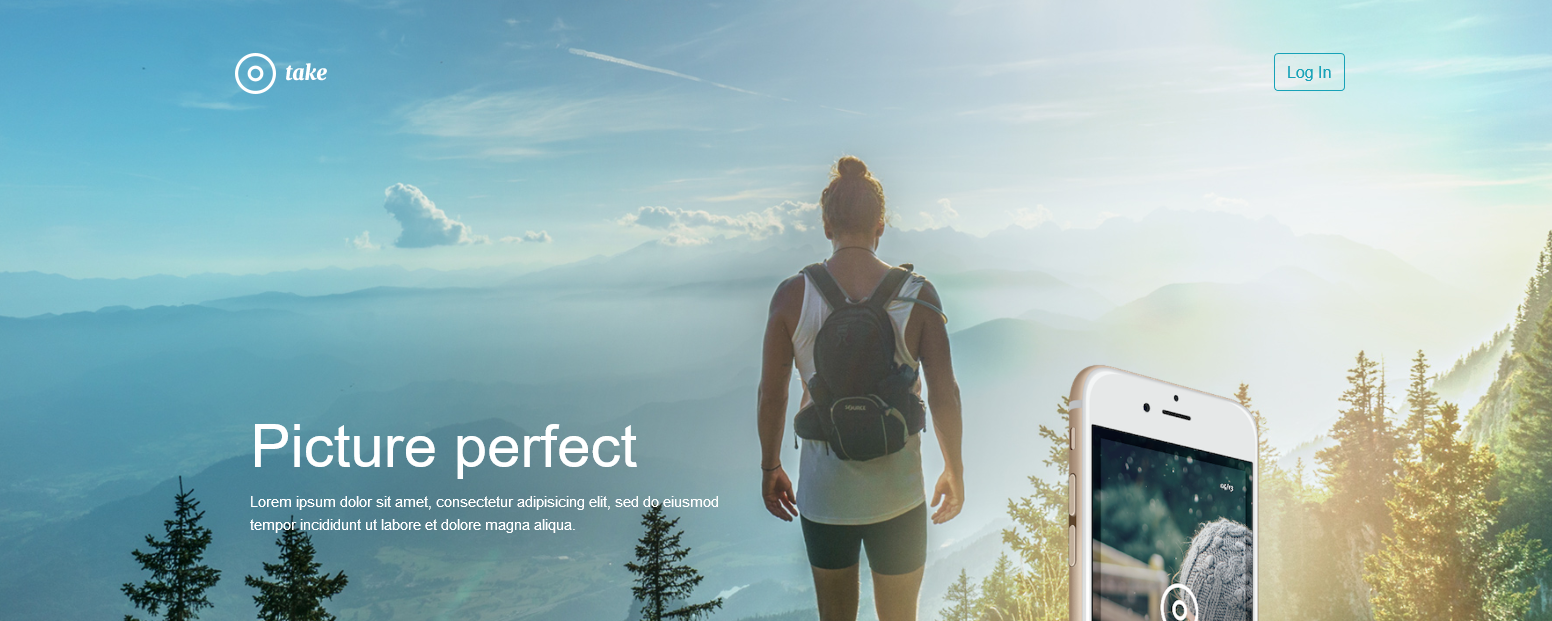 take
Log In
Picture perfect
Lorem ipsum dolor sit amet, consectetur adipisicing elit, sed do eiusmod
tempor incididunt ut labore et dolore magna aliqua.